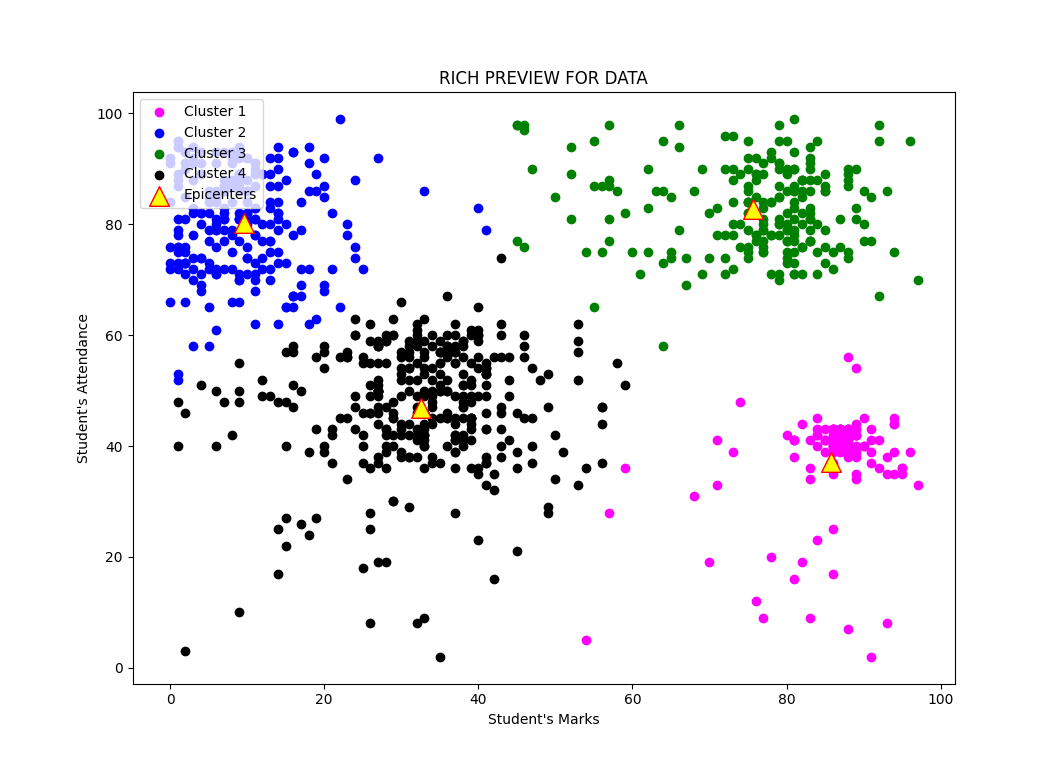 RICH PREVIEW FOR DATA
Cluster 1
Cluster 2
Cluster 3
Cluster 4
Epicenters
100
80
60
40
20
0
Student's Attendance
0 20 40 60 80 100
Student's Marks